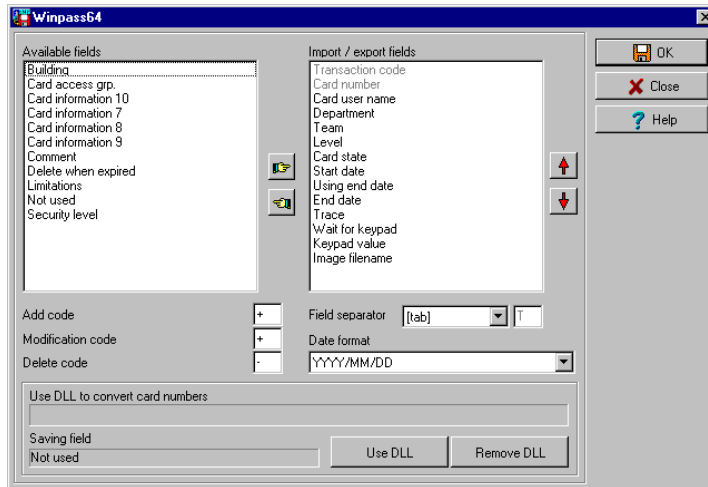 Winpass64
Available fields
Building
Card access grp.
Card information 10
Card information 7
Card information 8
Card information 9
Comment
Delete when expired
Limitations
Not used
Security level
Import / export fields
Transaction code
Card number
Card user name
Department
Team
Level
Card state
Start date
Using end date
End date
Trace
Wait for keypad
Keypad value
Image filename
OK
Close
? Help
Add code +
Modification code +
Delete code -
Field separator [tab] T
Date format
YYYY/MM/DD
Use DLL to convert card numbers
Saving field
Not used
Use DLL Remove DLL